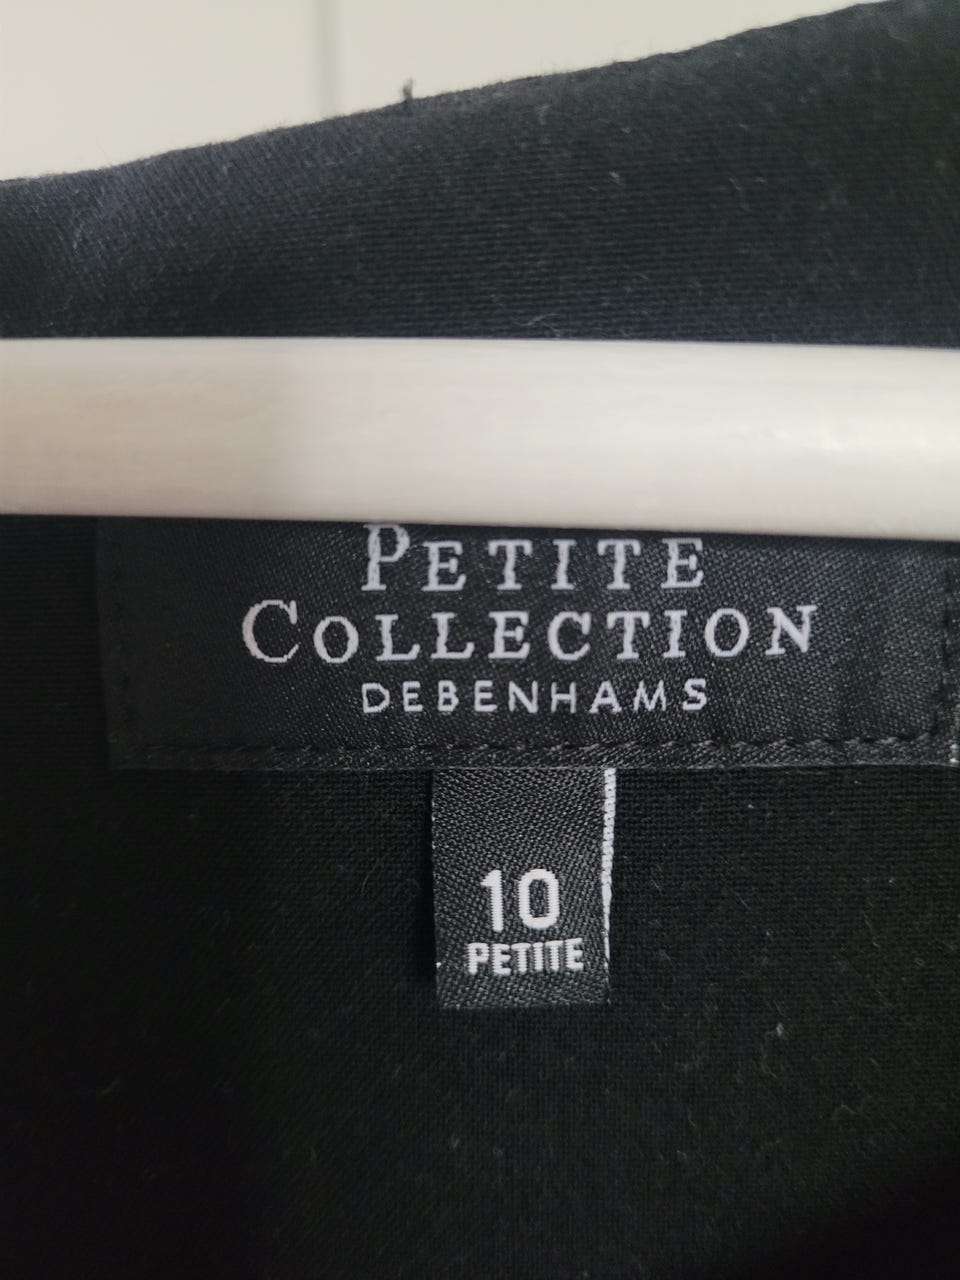 PETITE
COLLECTION
DEBENHAMS
10
PETITE